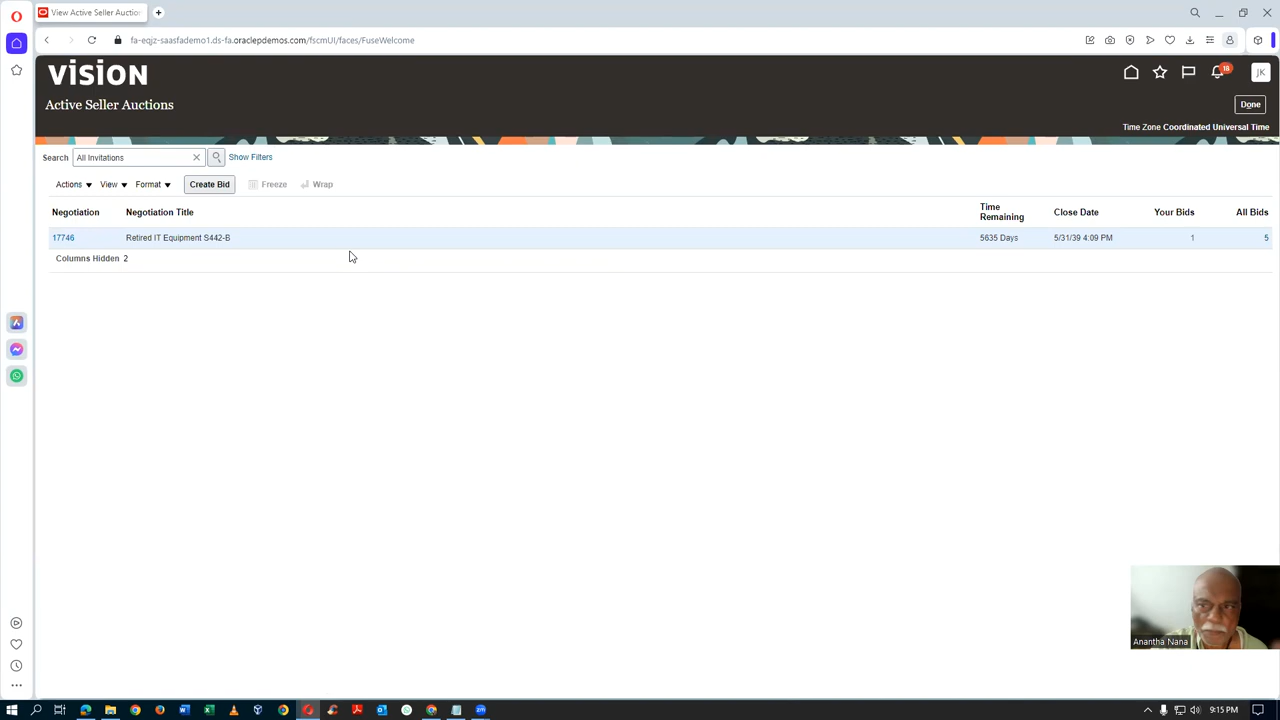 View Active Seller Auction
fa-eqjz-saasfademo1.ds-fa.oraclepdemos.com/fscmUI/faces/FuseWelcome
vision
18
JK
Active Seller Auctions
Done
Time Zone Coordinated Universal Time
Search All Invitations Show Filters
Actions View Format Create Bid Freeze Wrap
Negotiation Negotiation Title Time Remaining Close Date Your Bids All Bids
17746 Retired IT Equipment S442-B 5635 Days 5/31/39 4:09 PM 1 5
Columns Hidden 2
Anantha Nana
9:15 PM